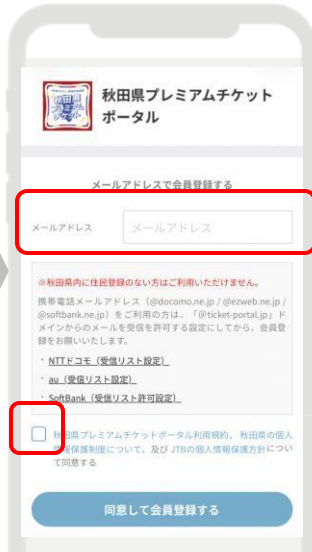 秋田県プレミアムチケット
ポータル
メールアドレスで会員登録する
メールアドレス
メールアドレス
※秋田県内に住民登録のない方はご利用いただけません。
携帯電話メールアドレス（@docomo.ne.jp / @ezweb.ne.jp /
@softbank.ne.jp）をご利用の方は、「@ticket-portal.jp」ド
メインからのメールを受信を許可する設定にしてから、会員登
録をお願いいたします。
・NTTドコモ（受信リスト設定）
・au（受信リスト設定）
・SoftBank（受信リスト許可設定）
秋田県プレミアムチケットポータル利用規約、 秋田県の個人
情報保護制度について、及び JTBの個人情報保護方針につい
て同意する
同意して会員登録する